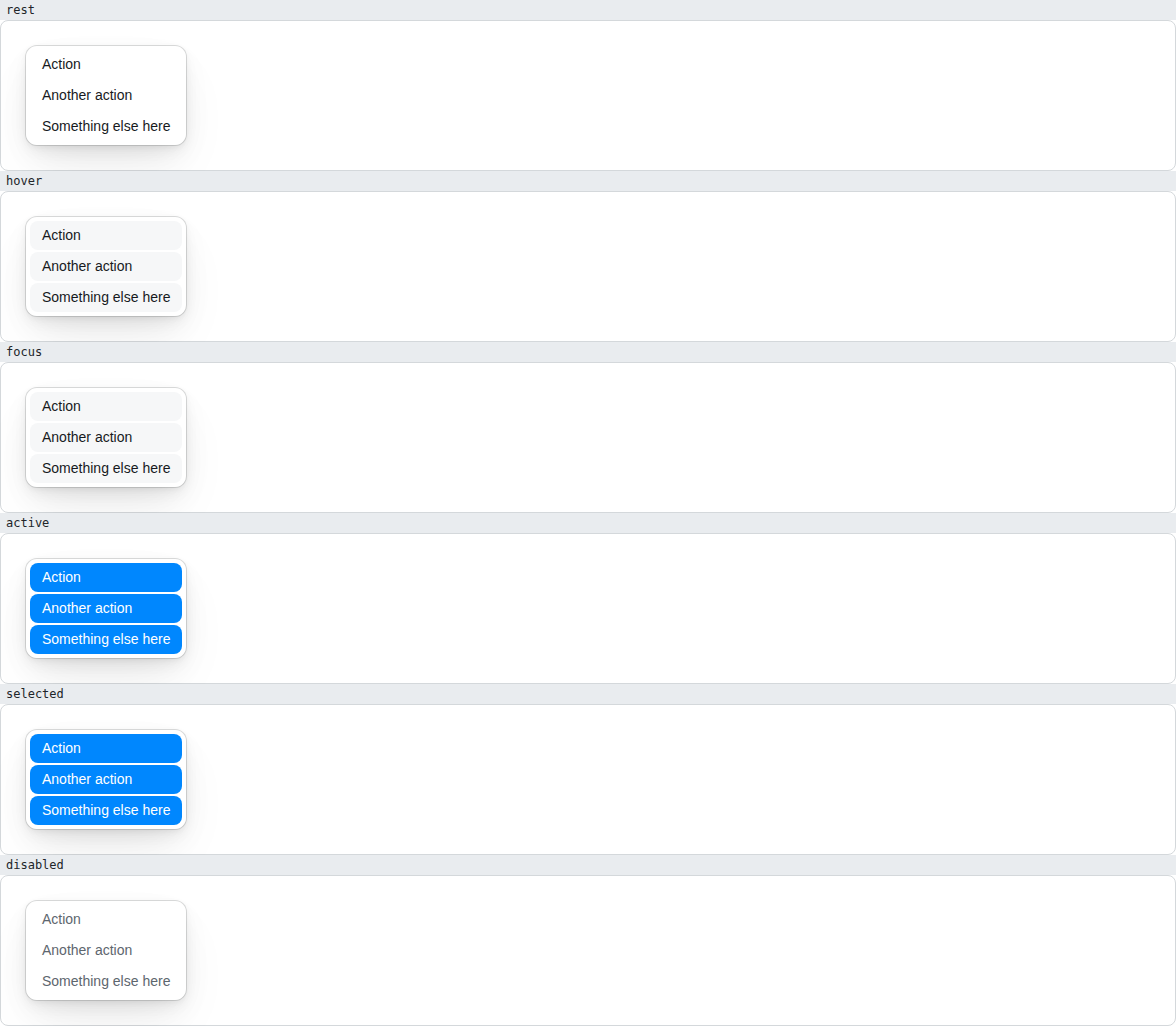 rest
Action
Another action
Something else here
hover
Action
Another action
Something else here
focus
Action
Another action
Something else here
active
Action
Another action
Something else here
selected
Action
Another action
Something else here
disabled
Action
Another action
Something else here